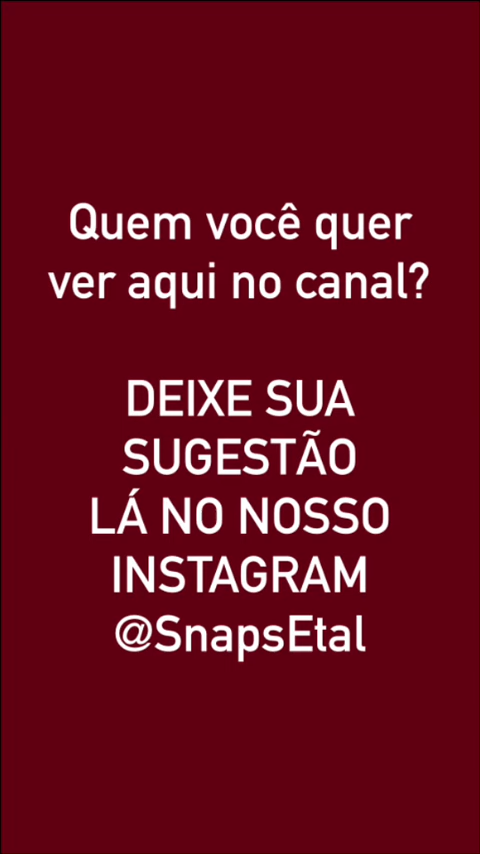 Quem você quer
ver aqui no canal?
DEIXE SUA
SUGESTÃO
LÁ NO NOSSO
INSTAGRAM
@SnapsEtal